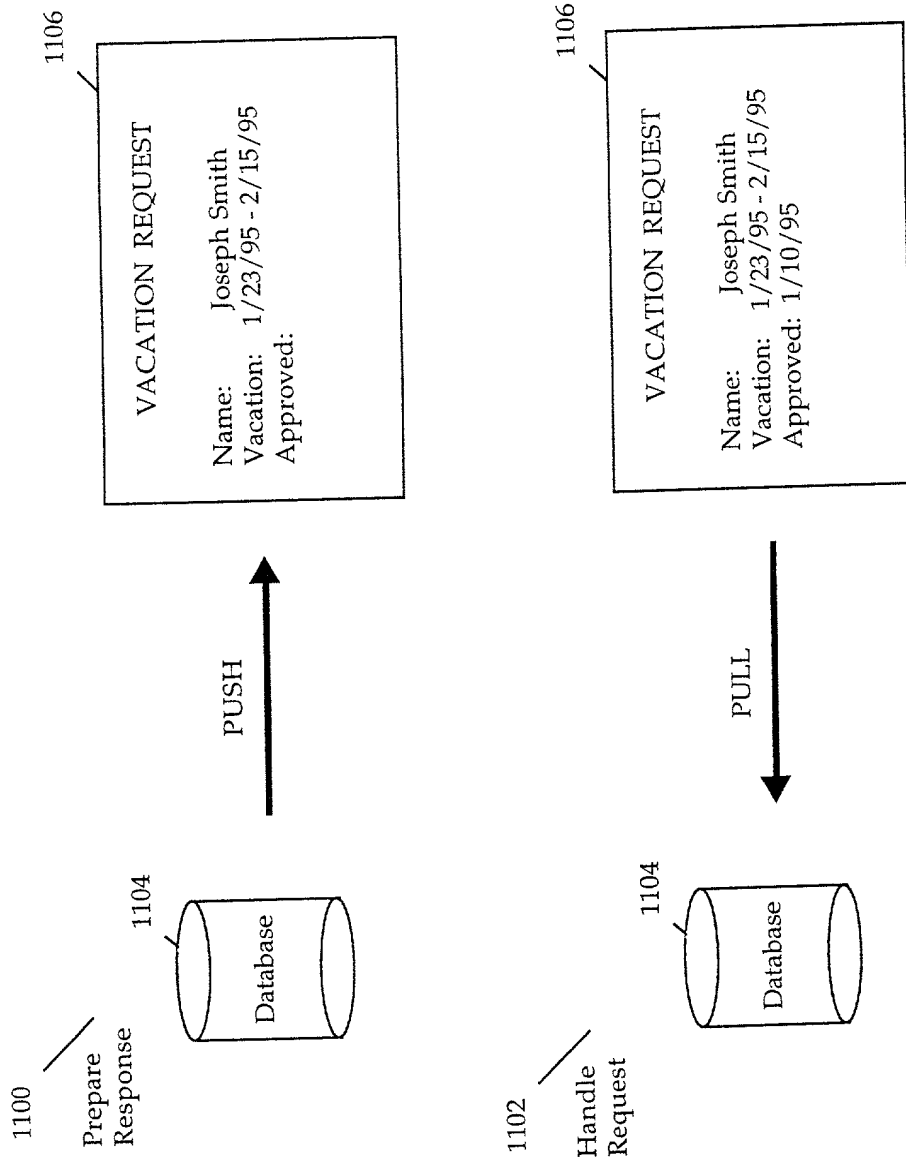 1100
Prepare
Response
1104
Database
PUSH
1106
VACATION REQUEST
Name: Joseph Smith
Vacation: 1/23/95 - 2/15/95
Approved:
1102
Handle
Request
1104
Database
PULL
1106
VACATION REQUEST
Name: Joseph Smith
Vacation: 1/23/95 - 2/15/95
Approved: 1/10/95